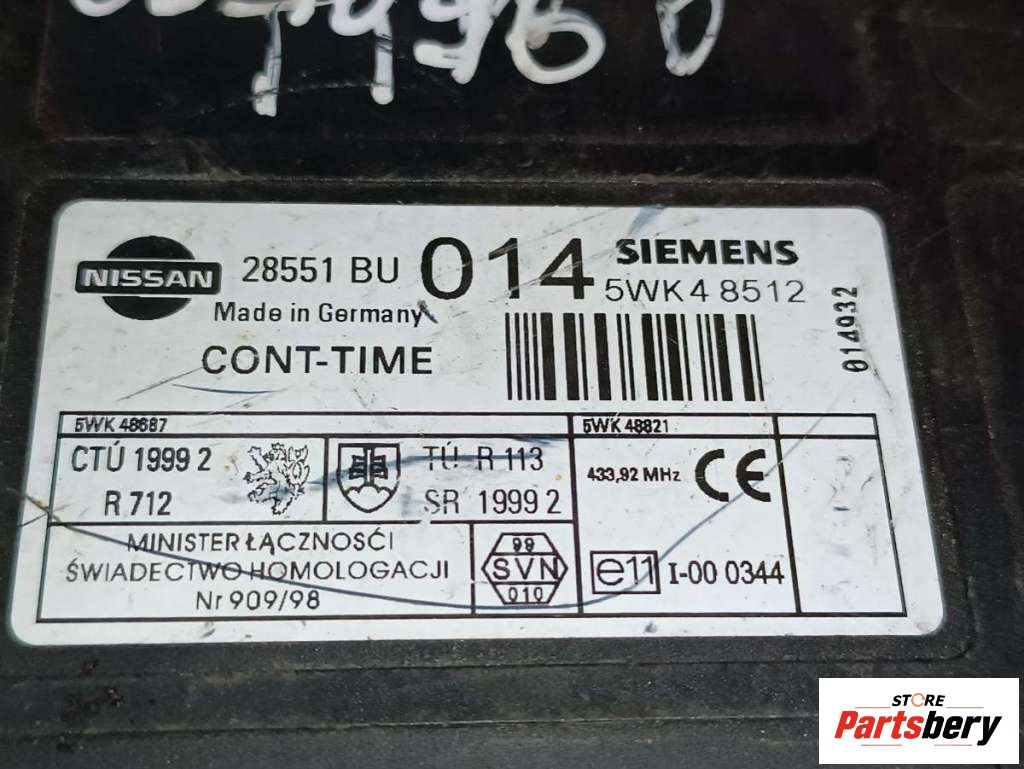 NISSAN 28551 BU 014 SIEMENS
5WK4 8512
Made in Germany
CONT-TIME
014932
5WK 48687
5WK 48821
CTÚ 1999 2
R 712
TÚ R 113
SR 1999 2
433,92 MHz CE
MINISTER ŁĄCZNOSĆI
ŚWIADECTWO HOMOLOGACJI
Nr 909/98
99
SVN
010
e11 I-00 0344
STORE
Partsbery